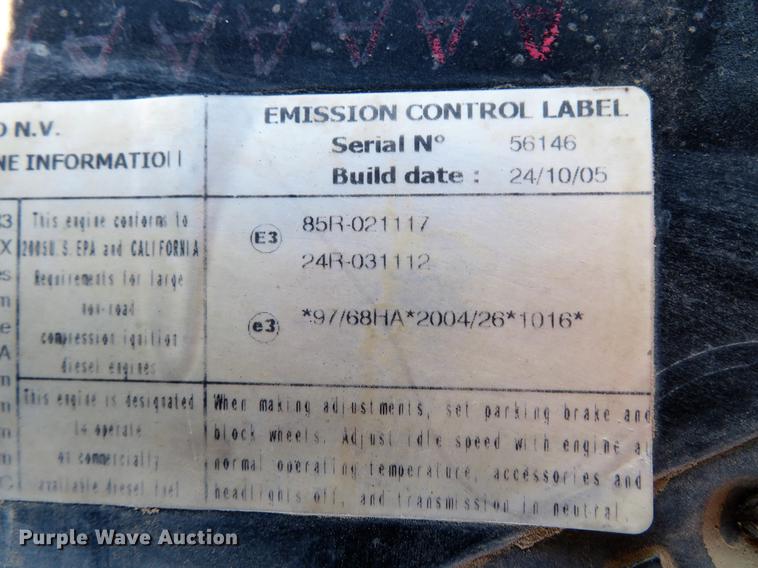 O N.V.
NE INFORMATION
EMISSION CONTROL LABEL
Serial N° 56146
Build date : 24/10/05
This engine conforms to
2005U.S.EPA and CALIFORNIA
Requirements for large
non-road
compression ignition
diesel engines
E3 85R-021117
24R-031112
e3 *97/68HA*2004/26*1016*
This engine is designated
to operate
on commercially
available diesel fuel
When making adjustments, set parking brake and
block wheels. Adjust idle speed with engine at
normal operating temperature, accessories and
headlights off, and transmission in neutral.
Purple Wave Auction